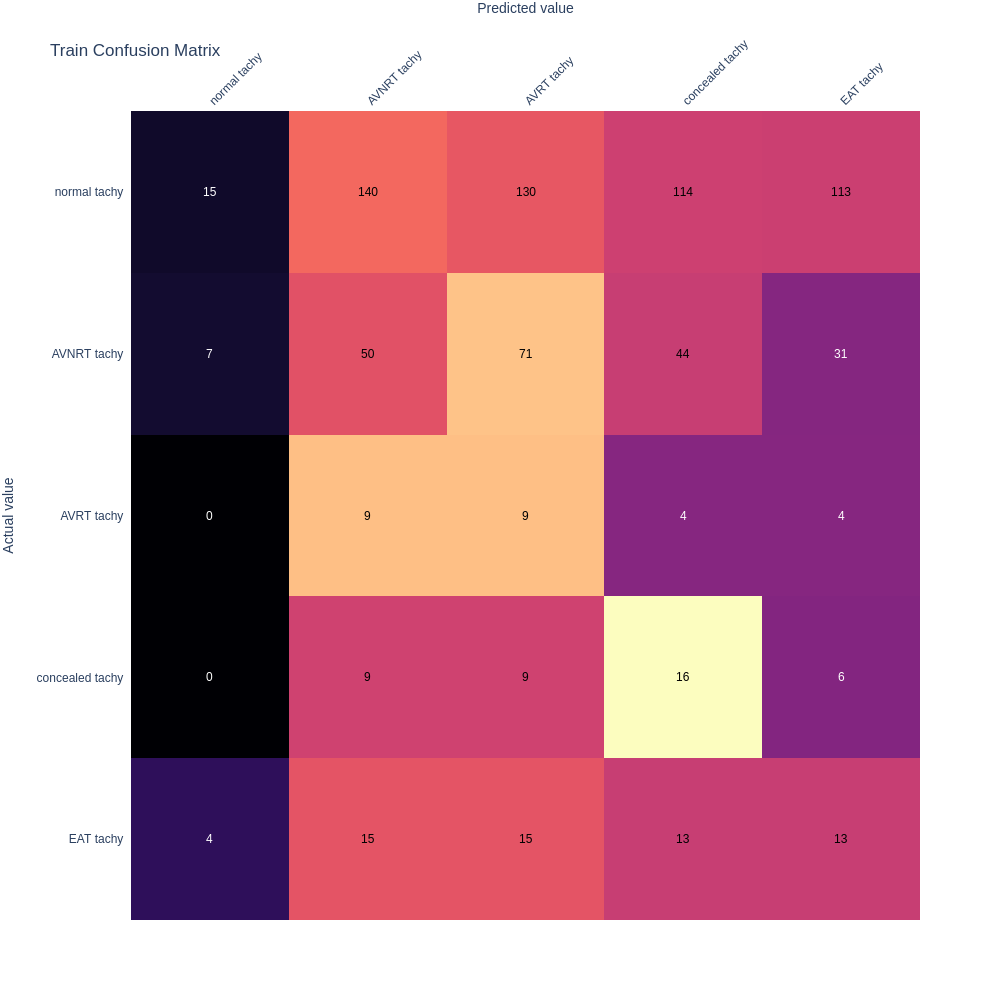 Predicted value
Train Confusion Matrix
normal tachy
AVNRT tachy
AVRT tachy
concealed tachy
EAT tachy
normal tachy 15 140 130 114 113
AVNRT tachy 7 50 71 44 31
AVRT tachy 0 9 9 4 4
concealed tachy 0 9 9 16 6
EAT tachy 4 15 15 13 13
Actual value